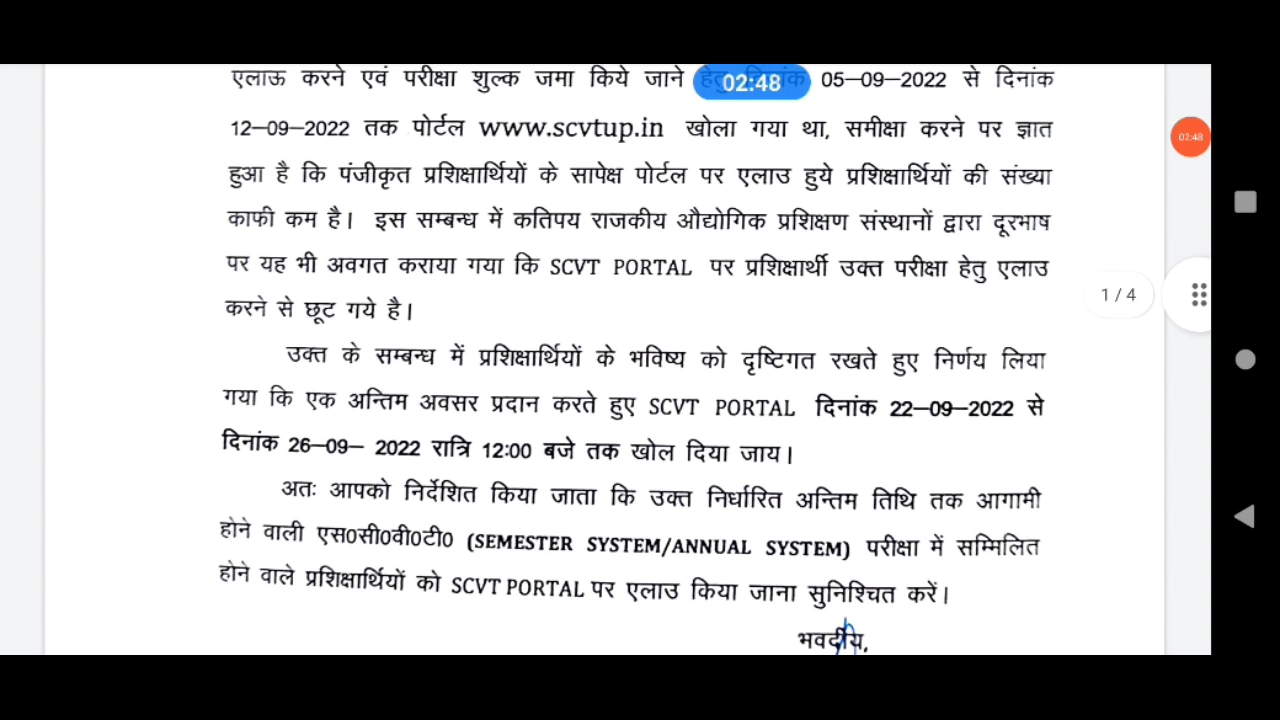 एलाऊ करने एवं परीक्षा शुल्क जमा किये जाने 05–09–2022 से दिनांक
02:48
12–09–2022 तक पोर्टल www.scvtup.in खोला गया था, समीक्षा करने पर ज्ञात
02:48
हुआ है कि पंजीकृत प्रशिक्षार्थियों के सापेक्ष पोर्टल पर एलाउ हुये प्रशिक्षार्थियों की संख्या
काफी कम है। इस सम्बन्ध में कतिपय राजकीय औद्योगिक प्रशिक्षण संस्थानों द्वारा दूरभाष
पर यह भी अवगत कराया गया कि SCVT PORTAL पर प्रशिक्षार्थी उक्त परीक्षा हेतु एलाउ
1 / 4
करने से छूट गये है।
उक्त के सम्बन्ध में प्रशिक्षार्थियों के भविष्य को दृष्टिगत रखते हुए निर्णय लिया
गया कि एक अन्तिम अवसर प्रदान करते हुए SCVT PORTAL दिनांक 22–09–2022 से
दिनांक 26–09– 2022 रात्रि 12:00 बजे तक खोल दिया जाय।
अतः आपको निर्देशित किया जाता कि उक्त निर्धारित अन्तिम तिथि तक आगामी
होने वाली एस0सी0वी0टी0 (SEMESTER SYSTEM/ANNUAL SYSTEM) परीक्षा में सम्मिलित
होने वाले प्रशिक्षार्थियों को SCVT PORTAL पर एलाउ किया जाना सुनिश्चित करें।
भवदीय,